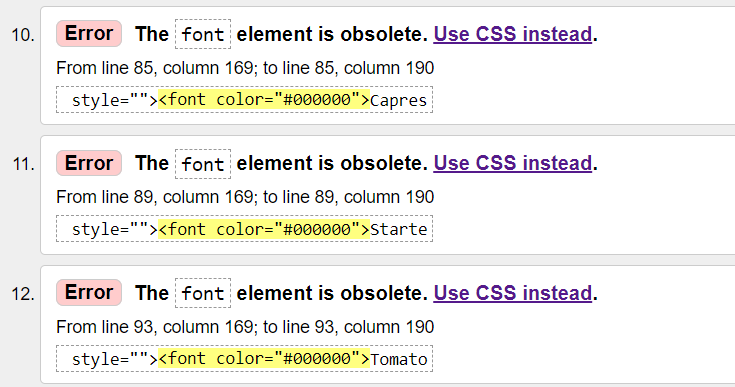 10. Error The font element is obsolete. Use CSS instead.
From line 85, column 169; to line 85, column 190
style=""><font color="#000000">Capres
11. Error The font element is obsolete. Use CSS instead.
From line 89, column 169; to line 89, column 190
style=""><font color="#000000">Starte
12. Error The font element is obsolete. Use CSS instead.
From line 93, column 169; to line 93, column 190
style=""><font color="#000000">Tomato